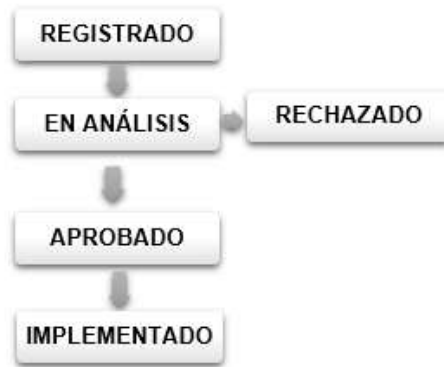 REGISTRADO
EN ANÁLISIS
RECHAZADO
APROBADO
IMPLEMENTADO